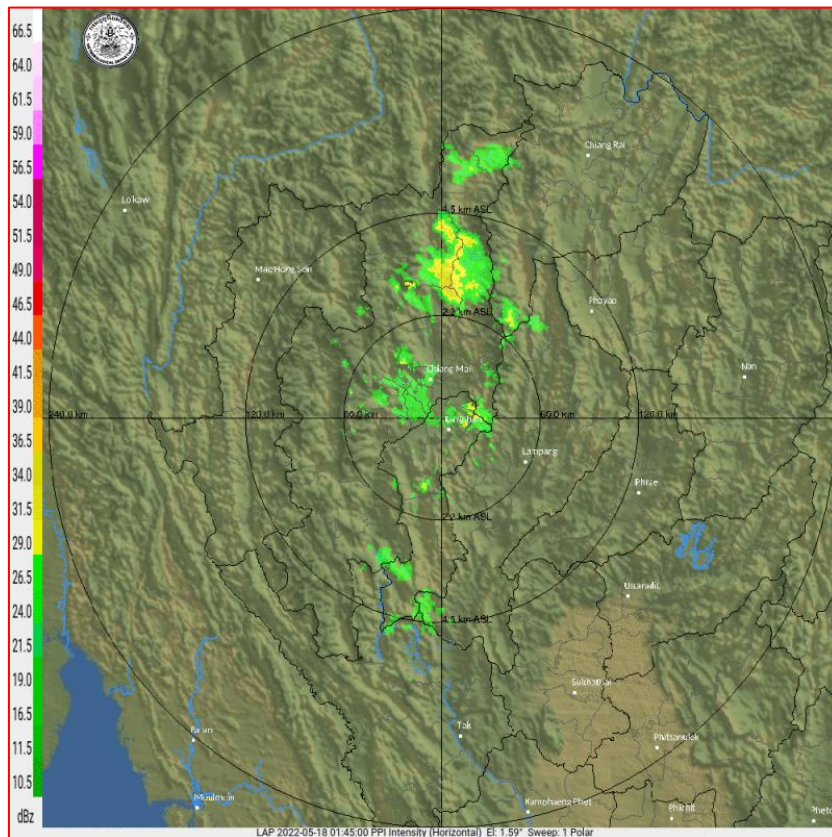 66.5
64.0
61.5
59.0
56.5
54.0
51.5
49.0
46.5
44.0
41.5
39.0
36.5
34.0
31.5
29.0
26.5
24.0
21.5
19.0
16.5
14.0
11.5
10.5
dBz
Chiang Rai
Loikaw
4.5 km ASL
Mae Hong Son
Phayao
2.2 km ASL
Nan
Chiang Mai
240.0 km
120.0 km
60.0 km
60.0 km
120.0 km
Lamphun
Lampang
Phrae
2.2 km ASL
Uttaradit
4.5 km ASL
Sukhothai
Pa-an
Tak
Phitsanulok
Moulmein
Kamphaeng Phet
Phichit
LAP 2022-05-18 01:45:00 PPI Intensity (Horizontal) El: 1.59° Sweep: 1 Polar